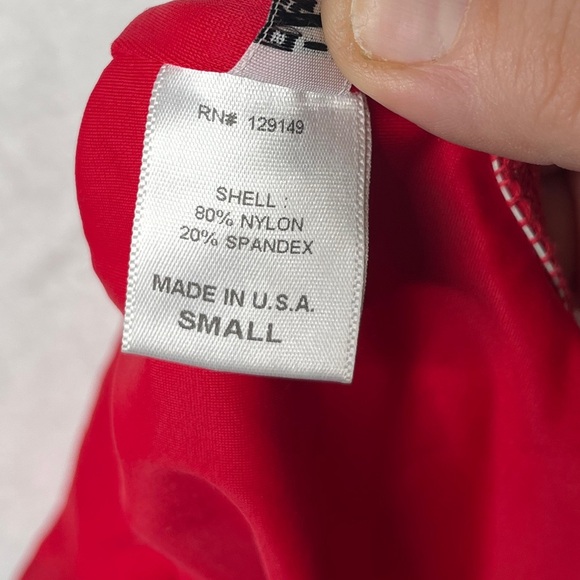 RN# 129149
SHELL :
80% NYLON
20% SPANDEX
MADE IN U.S.A.
SMALL